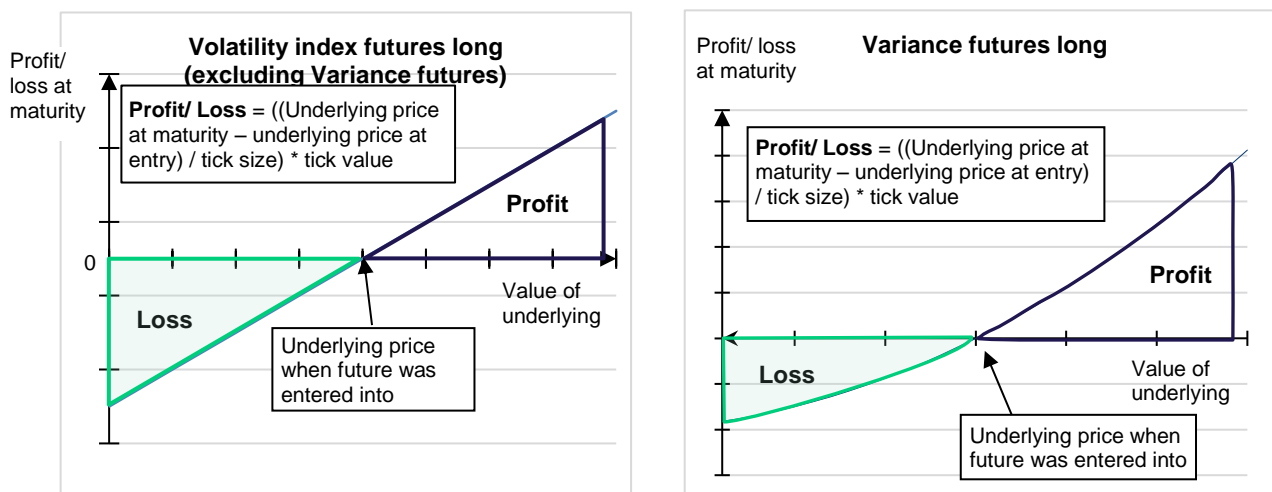 Volatility index futures long
(excluding Variance futures)
Profit/
loss at
maturity
Profit/ Loss = ((Underlying price
at maturity – underlying price at
entry) / tick size) * tick value
Profit
0
Loss
Value of
underlying
Underlying price
when future was
entered into
Variance futures long
Profit/ loss
at maturity
Profit/ Loss = ((Underlying price at
maturity – underlying price at entry)
/ tick size) * tick value
Profit
Loss
Value of
underlying
Underlying price when
future was entered into